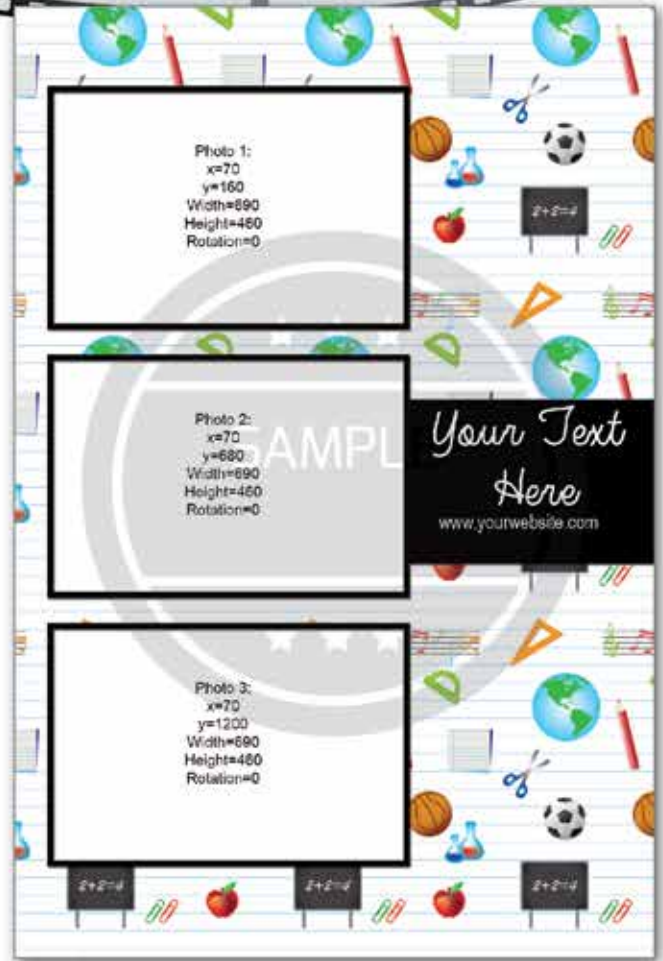 Photo 1:
x=70
y=160
Width=690
Height=460
Rotation=0
2+2=4
Photo 2:
x=70
y=680
Width=690
Height=460
Rotation=0
SAMPLE
Your Text
Here
www.yourwebsite.com
Photo 3:
x=70
y=1200
Width=690
Height=460
Rotation=0
2+2=4
2+2=4
2+2=4